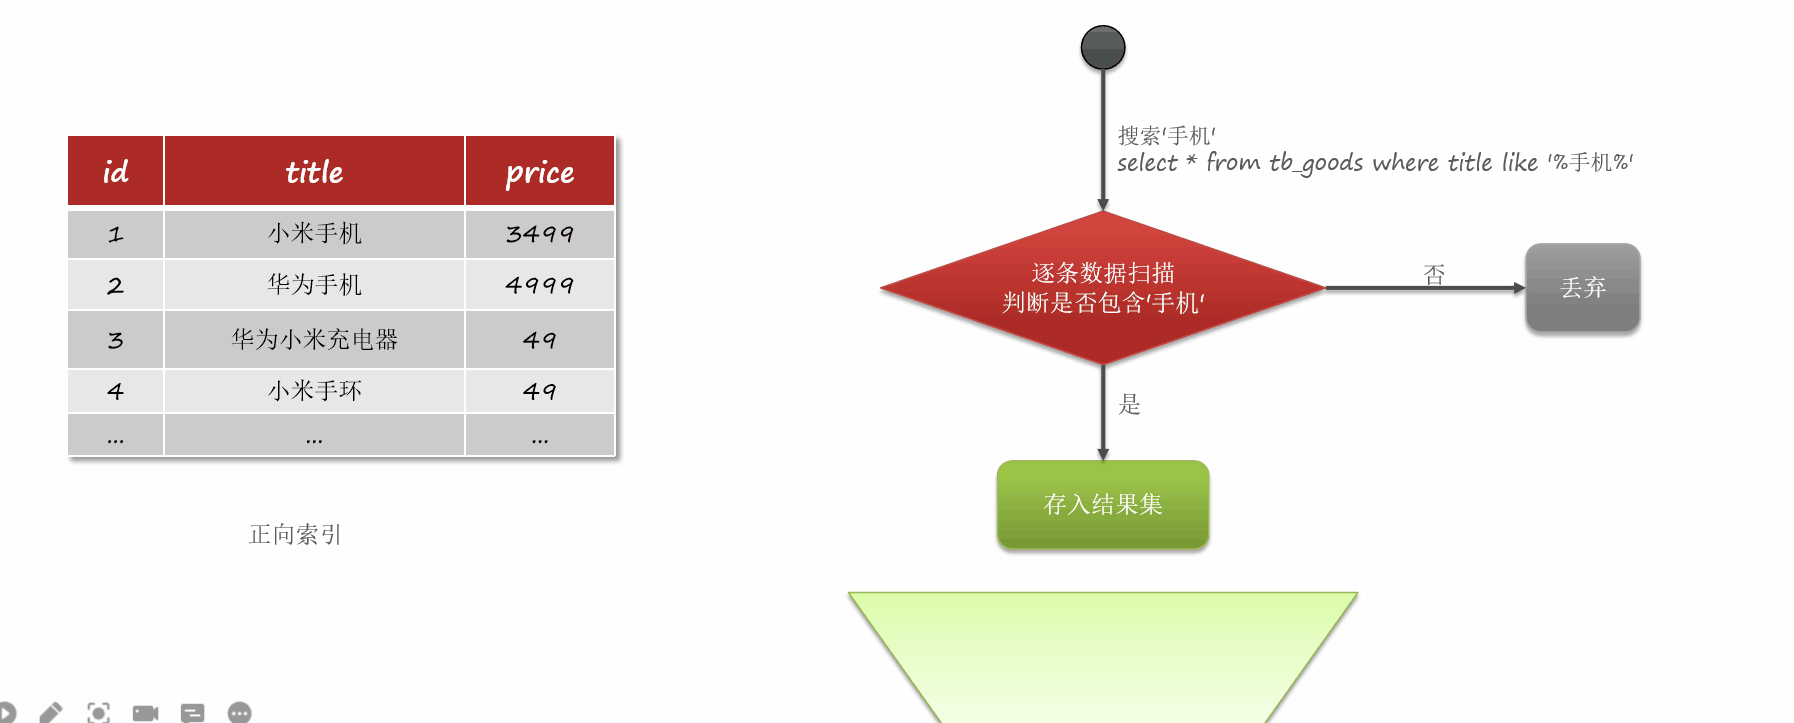 id title price
1 小米手机 3499
2 华为手机 4999
3 华为小米充电器 49
4 小米手环 49
... ... ...
正向索引
搜索'手机'
select * from tb_goods where title like '%手机%'
逐条数据扫描
判断是否包含'手机'
否
丢弃
是
存入结果集